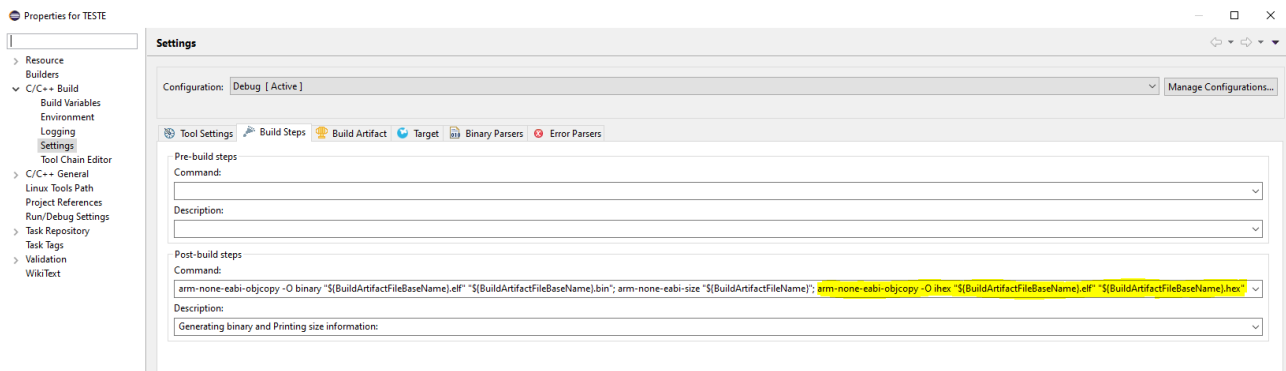 Properties for TESTE
Settings
Resource
Builders
C/C++ Build
Build Variables
Environment
Logging
Settings
Tool Chain Editor
C/C++ General
Linux Tools Path
Project References
Run/Debug Settings
Task Repository
Task Tags
Validation
WikiText
Configuration: Debug [ Active ] Manage Configurations...
Tool Settings Build Steps Build Artifact Target Binary Parsers Error Parsers
Pre-build steps
Command:
Description:
Post-build steps
Command:
arm-none-eabi-objcopy -O binary "${BuildArtifactFileBaseName}.elf" "${BuildArtifactFileBaseName}.bin"; arm-none-eabi-size "${BuildArtifactFileName}"; arm-none-eabi-objcopy -O ihex "${BuildArtifactFileBaseName}.elf" "${BuildArtifactFileBaseName}.hex"
Description:
Generating binary and Printing size information: